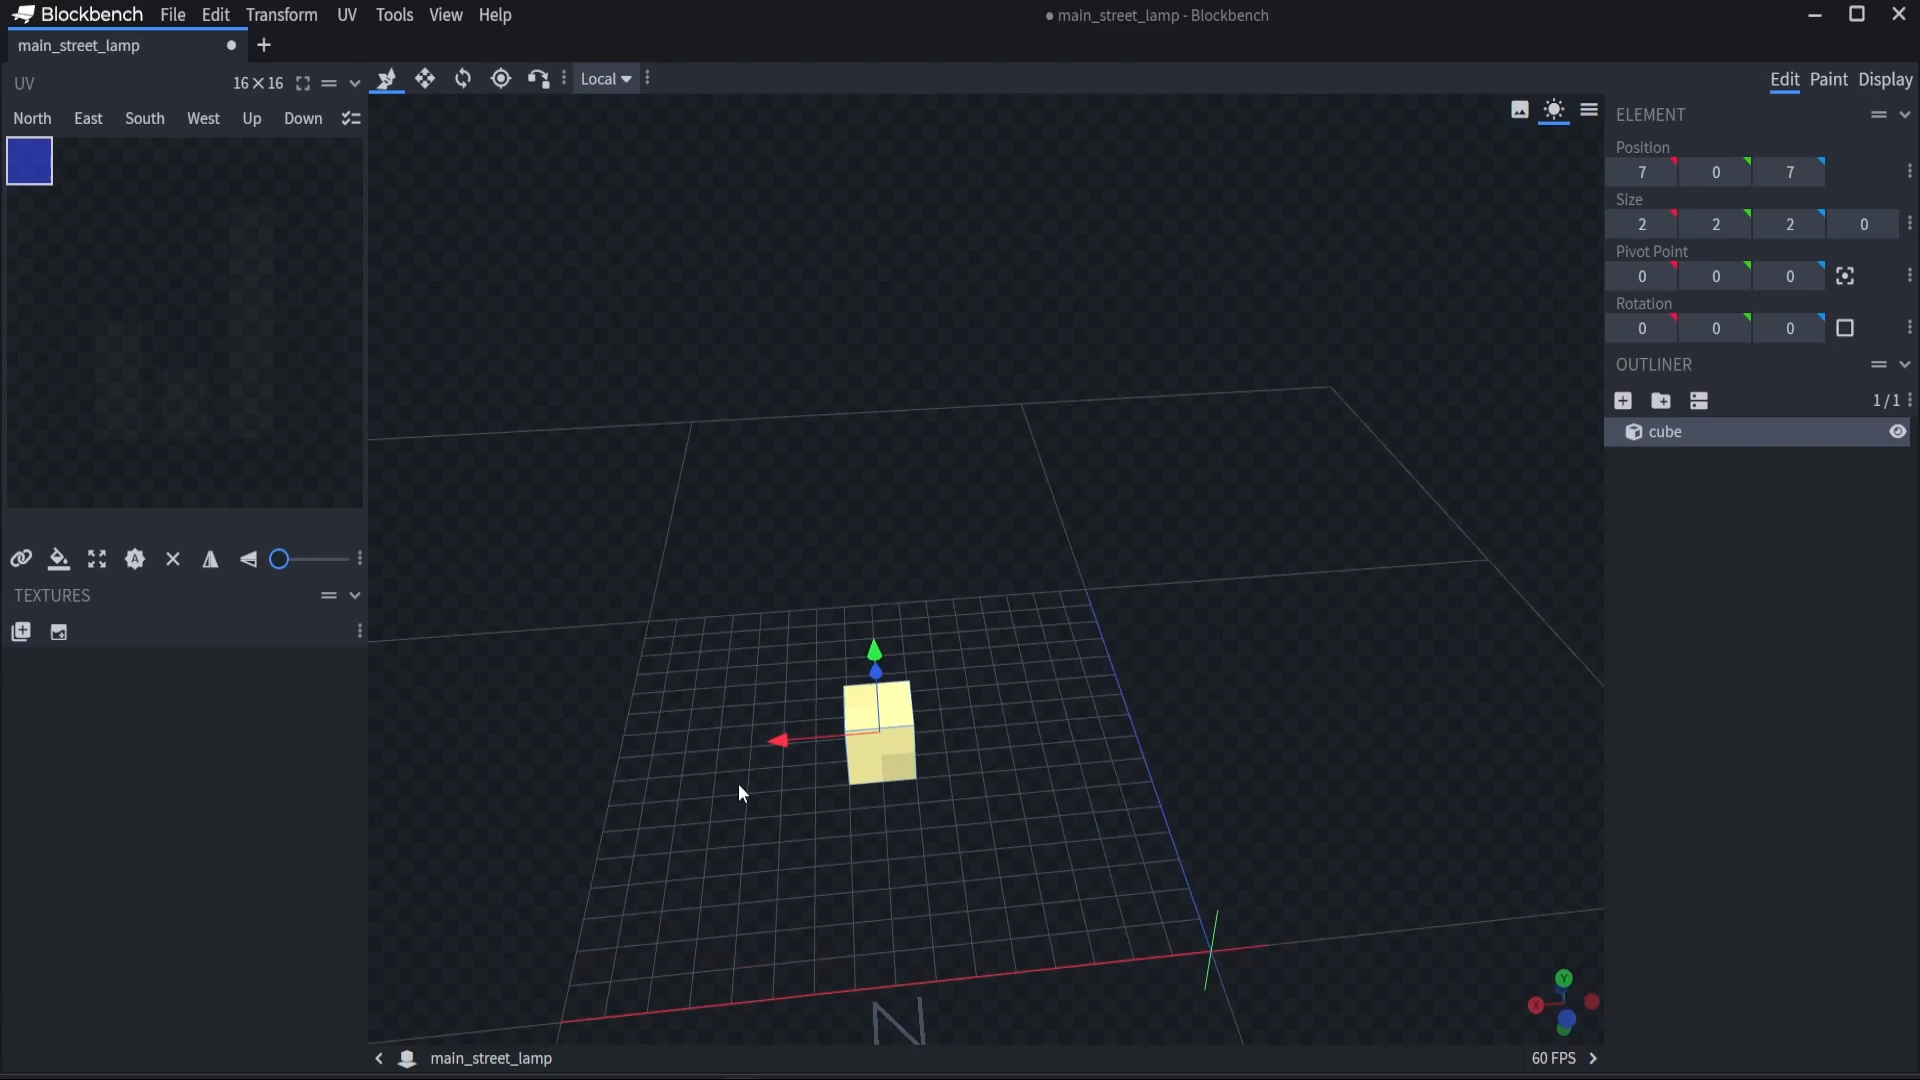 Blockbench File Edit Transform UV Tools View Help
main_street_lamp - Blockbench
main_street_lamp
UV 16×16
North East South West Up Down
Local
Edit Paint Display
ELEMENT
Position
7 0 7
Size
2 2 2 0
Pivot Point
0 0 0
Rotation
0 0 0
OUTLINER
1/1
cube
TEXTURES
N
Y
X
main_street_lamp
60 FPS